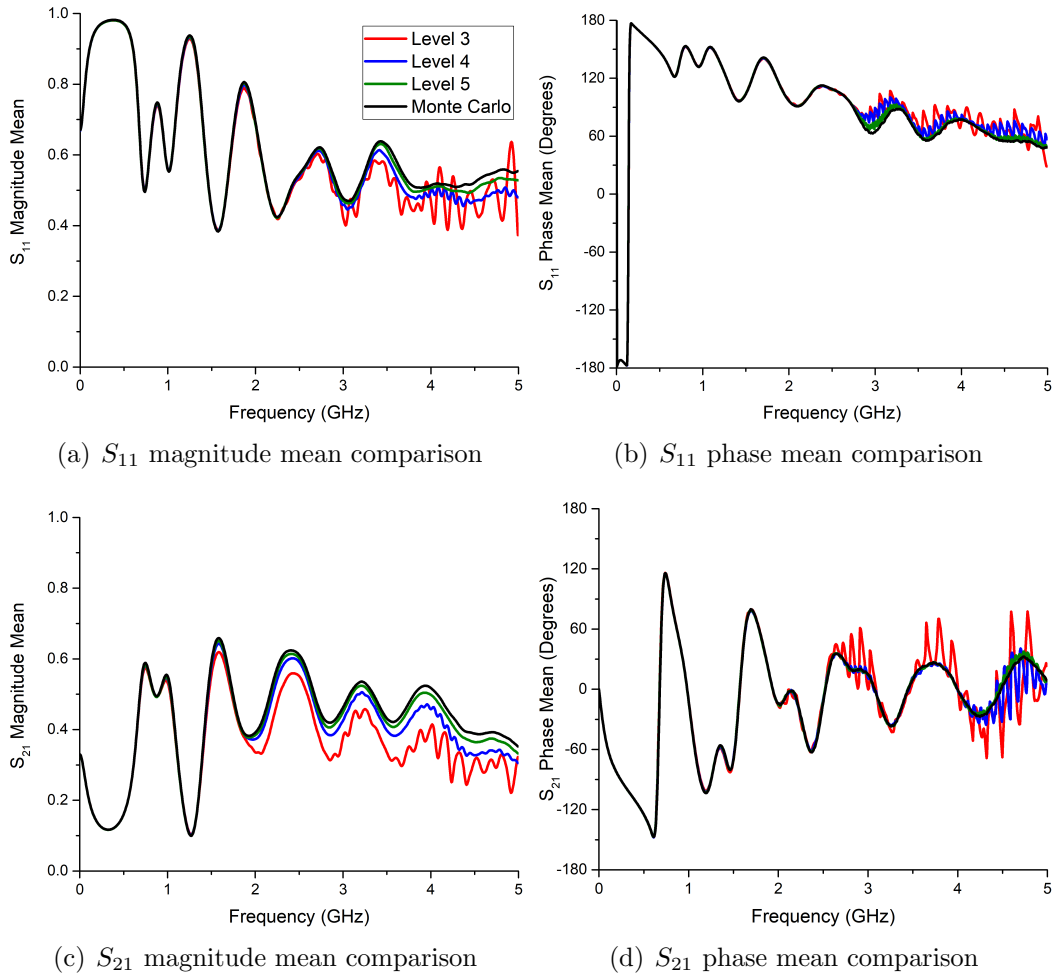 1.0
0.8
0.6
0.4
0.2
0.0
S₁₁ Magnitude Mean
0 1 2 3 4 5
Frequency (GHz)
Level 3
Level 4
Level 5
Monte Carlo
(a) S₁₁ magnitude mean comparison
180
120
60
0
-60
-120
-180
S₁₁ Phase Mean (Degrees)
0 1 2 3 4 5
Frequency (GHz)
(b) S₁₁ phase mean comparison
1.0
0.8
0.6
0.4
0.2
0.0
S₂₁ Magnitude Mean
0 1 2 3 4 5
Frequency (GHz)
(c) S₂₁ magnitude mean comparison
180
120
60
0
-60
-120
-180
S₂₁ Phase Mean (Degrees)
0 1 2 3 4 5
Frequency (GHz)
(d) S₂₁ phase mean comparison